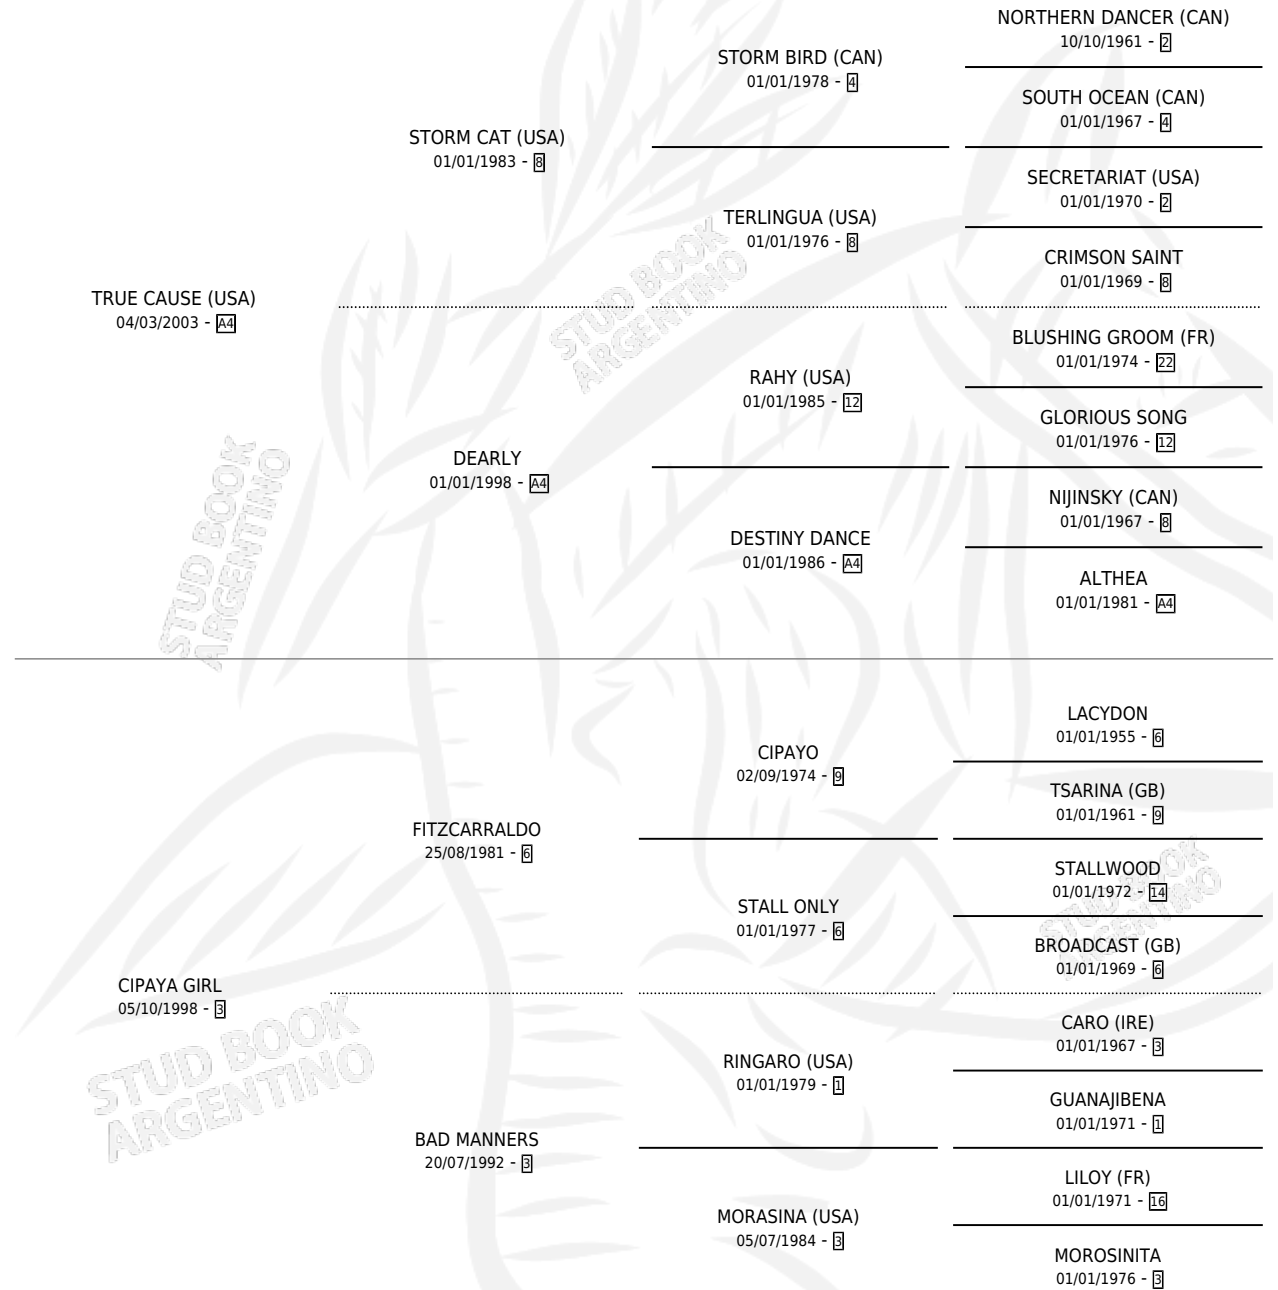 NORTHERN DANCER (CAN)
10/10/1961 - 2
STORM BIRD (CAN)
01/01/1978 - 4
SOUTH OCEAN (CAN)
01/01/1967 - 4
STORM CAT (USA)
01/01/1983 - 8
SECRETARIAT (USA)
01/01/1970 - 2
TERLINGUA (USA)
01/01/1976 - 8
CRIMSON SAINT
01/01/1969 - 8
TRUE CAUSE (USA)
04/03/2003 - A4
BLUSHING GROOM (FR)
01/01/1974 - 22
RAHY (USA)
01/01/1985 - 12
GLORIOUS SONG
01/01/1976 - 12
DEARLY
01/01/1998 - A4
NIJINSKY (CAN)
01/01/1967 - 8
DESTINY DANCE
01/01/1986 - A4
ALTHEA
01/01/1981 - A4
LACYDON
01/01/1955 - 6
CIPAYO
02/09/1974 - 9
TSARINA (GB)
01/01/1961 - 9
FITZCARRALDO
25/08/1981 - 6
STALLWOOD
01/01/1972 - 14
STALL ONLY
01/01/1977 - 6
BROADCAST (GB)
01/01/1969 - 6
CIPAYA GIRL
05/10/1998 - 3
CARO (IRE)
01/01/1967 - 3
RINGARO (USA)
01/01/1979 - 1
GUANAJIBENA
01/01/1971 - 1
BAD MANNERS
20/07/1992 - 3
LILOY (FR)
01/01/1971 - 16
MORASINA (USA)
05/07/1984 - 3
MOROSINITA
01/01/1976 - 3
STUD BOOK
ARGENTINO
STUD BOOK
ARGENTINO
STUD BOOK
ARGENTINO
STUD BOOK
ARGENTINO